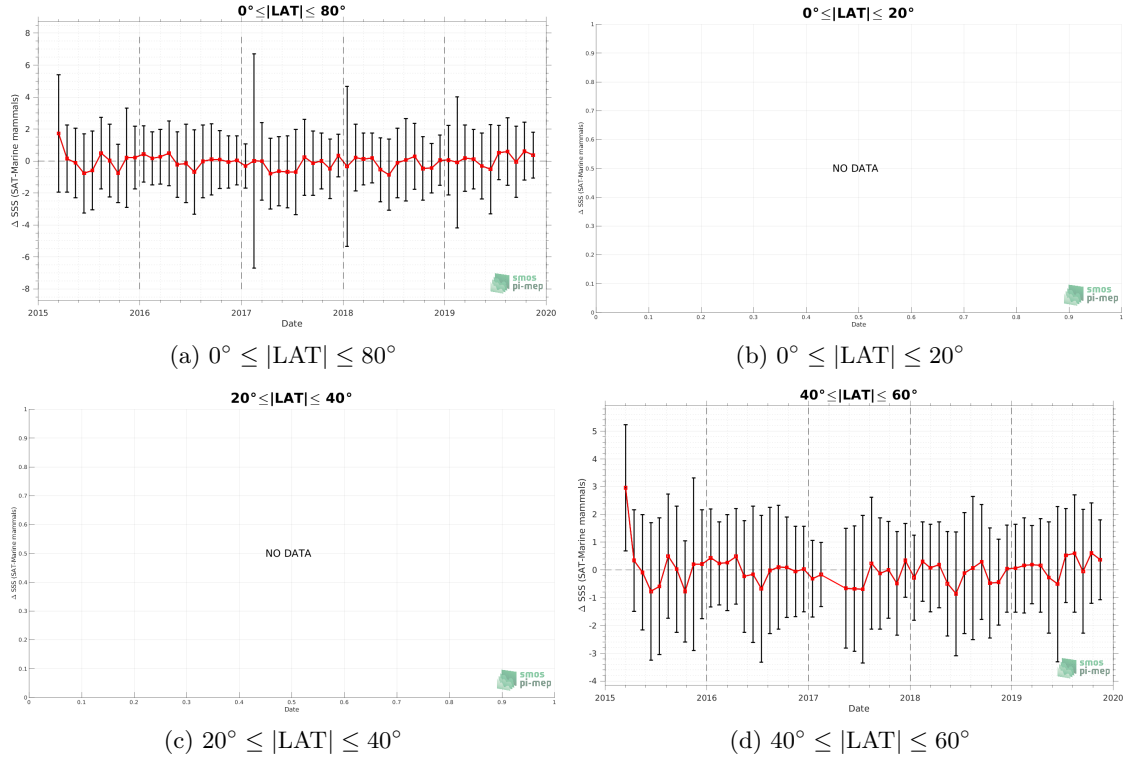 0°≤|LAT|≤ 80°
Δ SSS (SAT-Marine mammals)
8
6
4
2
0
-2
-4
-6
-8
2015
2016
2017
2018
2019
2020
Date
smos
pi-mep
(a) 0° ≤ |LAT| ≤ 80°
0°≤|LAT|≤ 20°
Δ SSS (SAT-Marine mammals)
1
0.9
0.8
0.7
0.6
0.5
0.4
0.3
0.2
0.1
0
NO DATA
0
0.1
0.2
0.3
0.4
0.5
0.6
0.7
0.8
0.9
1
Date
smos
pi-mep
(b) 0° ≤ |LAT| ≤ 20°
20°≤|LAT|≤ 40°
Δ SSS (SAT-Marine mammals)
1
0.9
0.8
0.7
0.6
0.5
0.4
0.3
0.2
0.1
0
NO DATA
0
0.1
0.2
0.3
0.4
0.5
0.6
0.7
0.8
0.9
1
Date
smos
pi-mep
(c) 20° ≤ |LAT| ≤ 40°
40°≤|LAT|≤ 60°
Δ SSS (SAT-Marine mammals)
5
4
3
2
1
0
-1
-2
-3
-4
2015
2016
2017
2018
2019
2020
Date
smos
pi-mep
(d) 40° ≤ |LAT| ≤ 60°